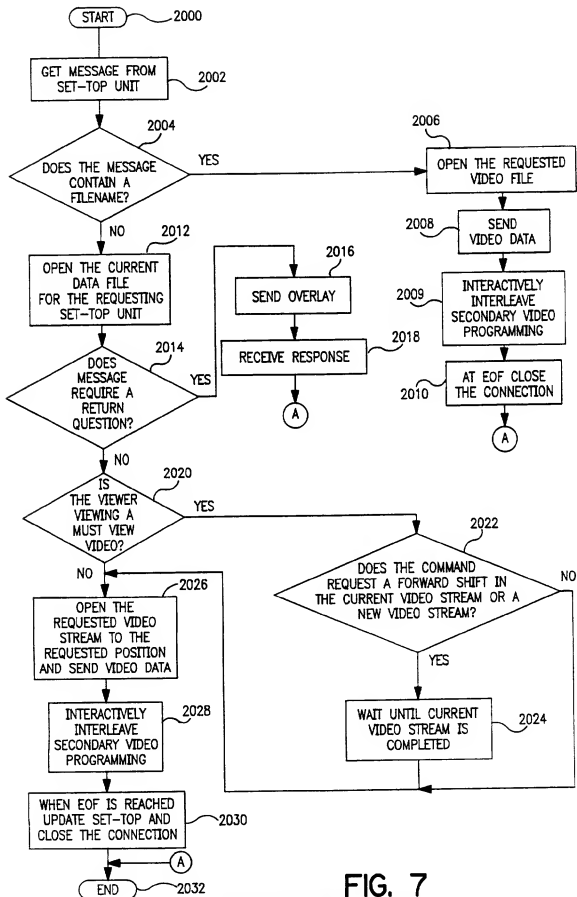 START
2000
GET MESSAGE FROM
SET-TOP UNIT
2002
2004
DOES THE MESSAGE
CONTAIN A
FILENAME?
YES
NO
2006
OPEN THE REQUESTED
VIDEO FILE
2008
SEND
VIDEO DATA
2009
INTERACTIVELY
INTERLEAVE
SECONDARY VIDEO
PROGRAMMING
2010
AT EOF CLOSE
THE CONNECTION
A
2012
OPEN THE CURRENT
DATA FILE
FOR THE REQUESTING
SET-TOP UNIT
2014
DOES
MESSAGE
REQUIRE A
RETURN
QUESTION?
YES
NO
2016
SEND OVERLAY
RECEIVE RESPONSE
2018
A
2020
IS
THE VIEWER
VIEWING A
MUST VIEW
VIDEO?
YES
NO
2022
DOES THE COMMAND
REQUEST A FORWARD SHIFT IN
THE CURRENT VIDEO STREAM OR A
NEW VIDEO STREAM?
NO
YES
WAIT UNTIL CURRENT
VIDEO STREAM IS
COMPLETED
2024
2026
OPEN THE
REQUESTED VIDEO
STREAM TO THE
REQUESTED POSITION
AND SEND VIDEO DATA
2028
INTERACTIVELY
INTERLEAVE
SECONDARY VIDEO
PROGRAMMING
WHEN EOF IS REACHED
UPDATE SET-TOP AND
CLOSE THE CONNECTION
2030
A
END
2032
FIG. 7